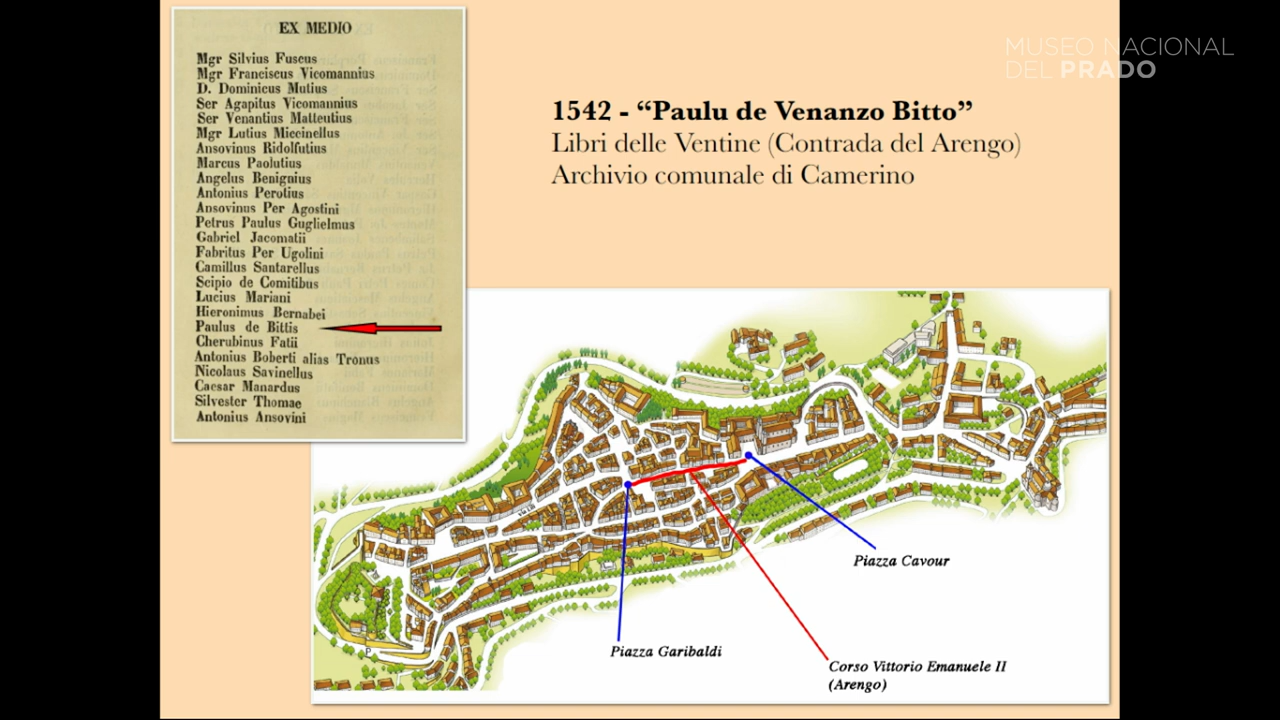 EX MEDIO
Mgr Silvius Fuscus
Mgr Franciscus Vicomannius
D. Dominicus Mutius
Ser Agapitus Vicomannius
Ser Venantius Matteutius
Mgr Lutius Miccinellus
Ansovinus Ridolfutius
Marcus Paolutius
Angelus Benignius
Antonius Perotius
Ansovinus Per Agostini
Petrus Paulus Guglielmus
Gabriel Jacomatii
Fabritus Per Ugolini
Camillus Santarellus
Scipio de Comitibus
Lucius Mariani
Hieronimus Bernabei
Paulus de Bittis
Cherubinus Fatii
Antonius Boberti alias Tronus
Nicolaus Savinellus
Caesar Manardus
Silvester Thomae
Antonius Ansovini
MUSEO NACIONAL
DEL PRADO
1542 - “Paulu de Venanzo Bitto”
Libri delle Ventine (Contrada del Arengo)
Archivio comunale di Camerino
Piazza Cavour
Piazza Garibaldi
Corso Vittorio Emanuele II
(Arengo)
P